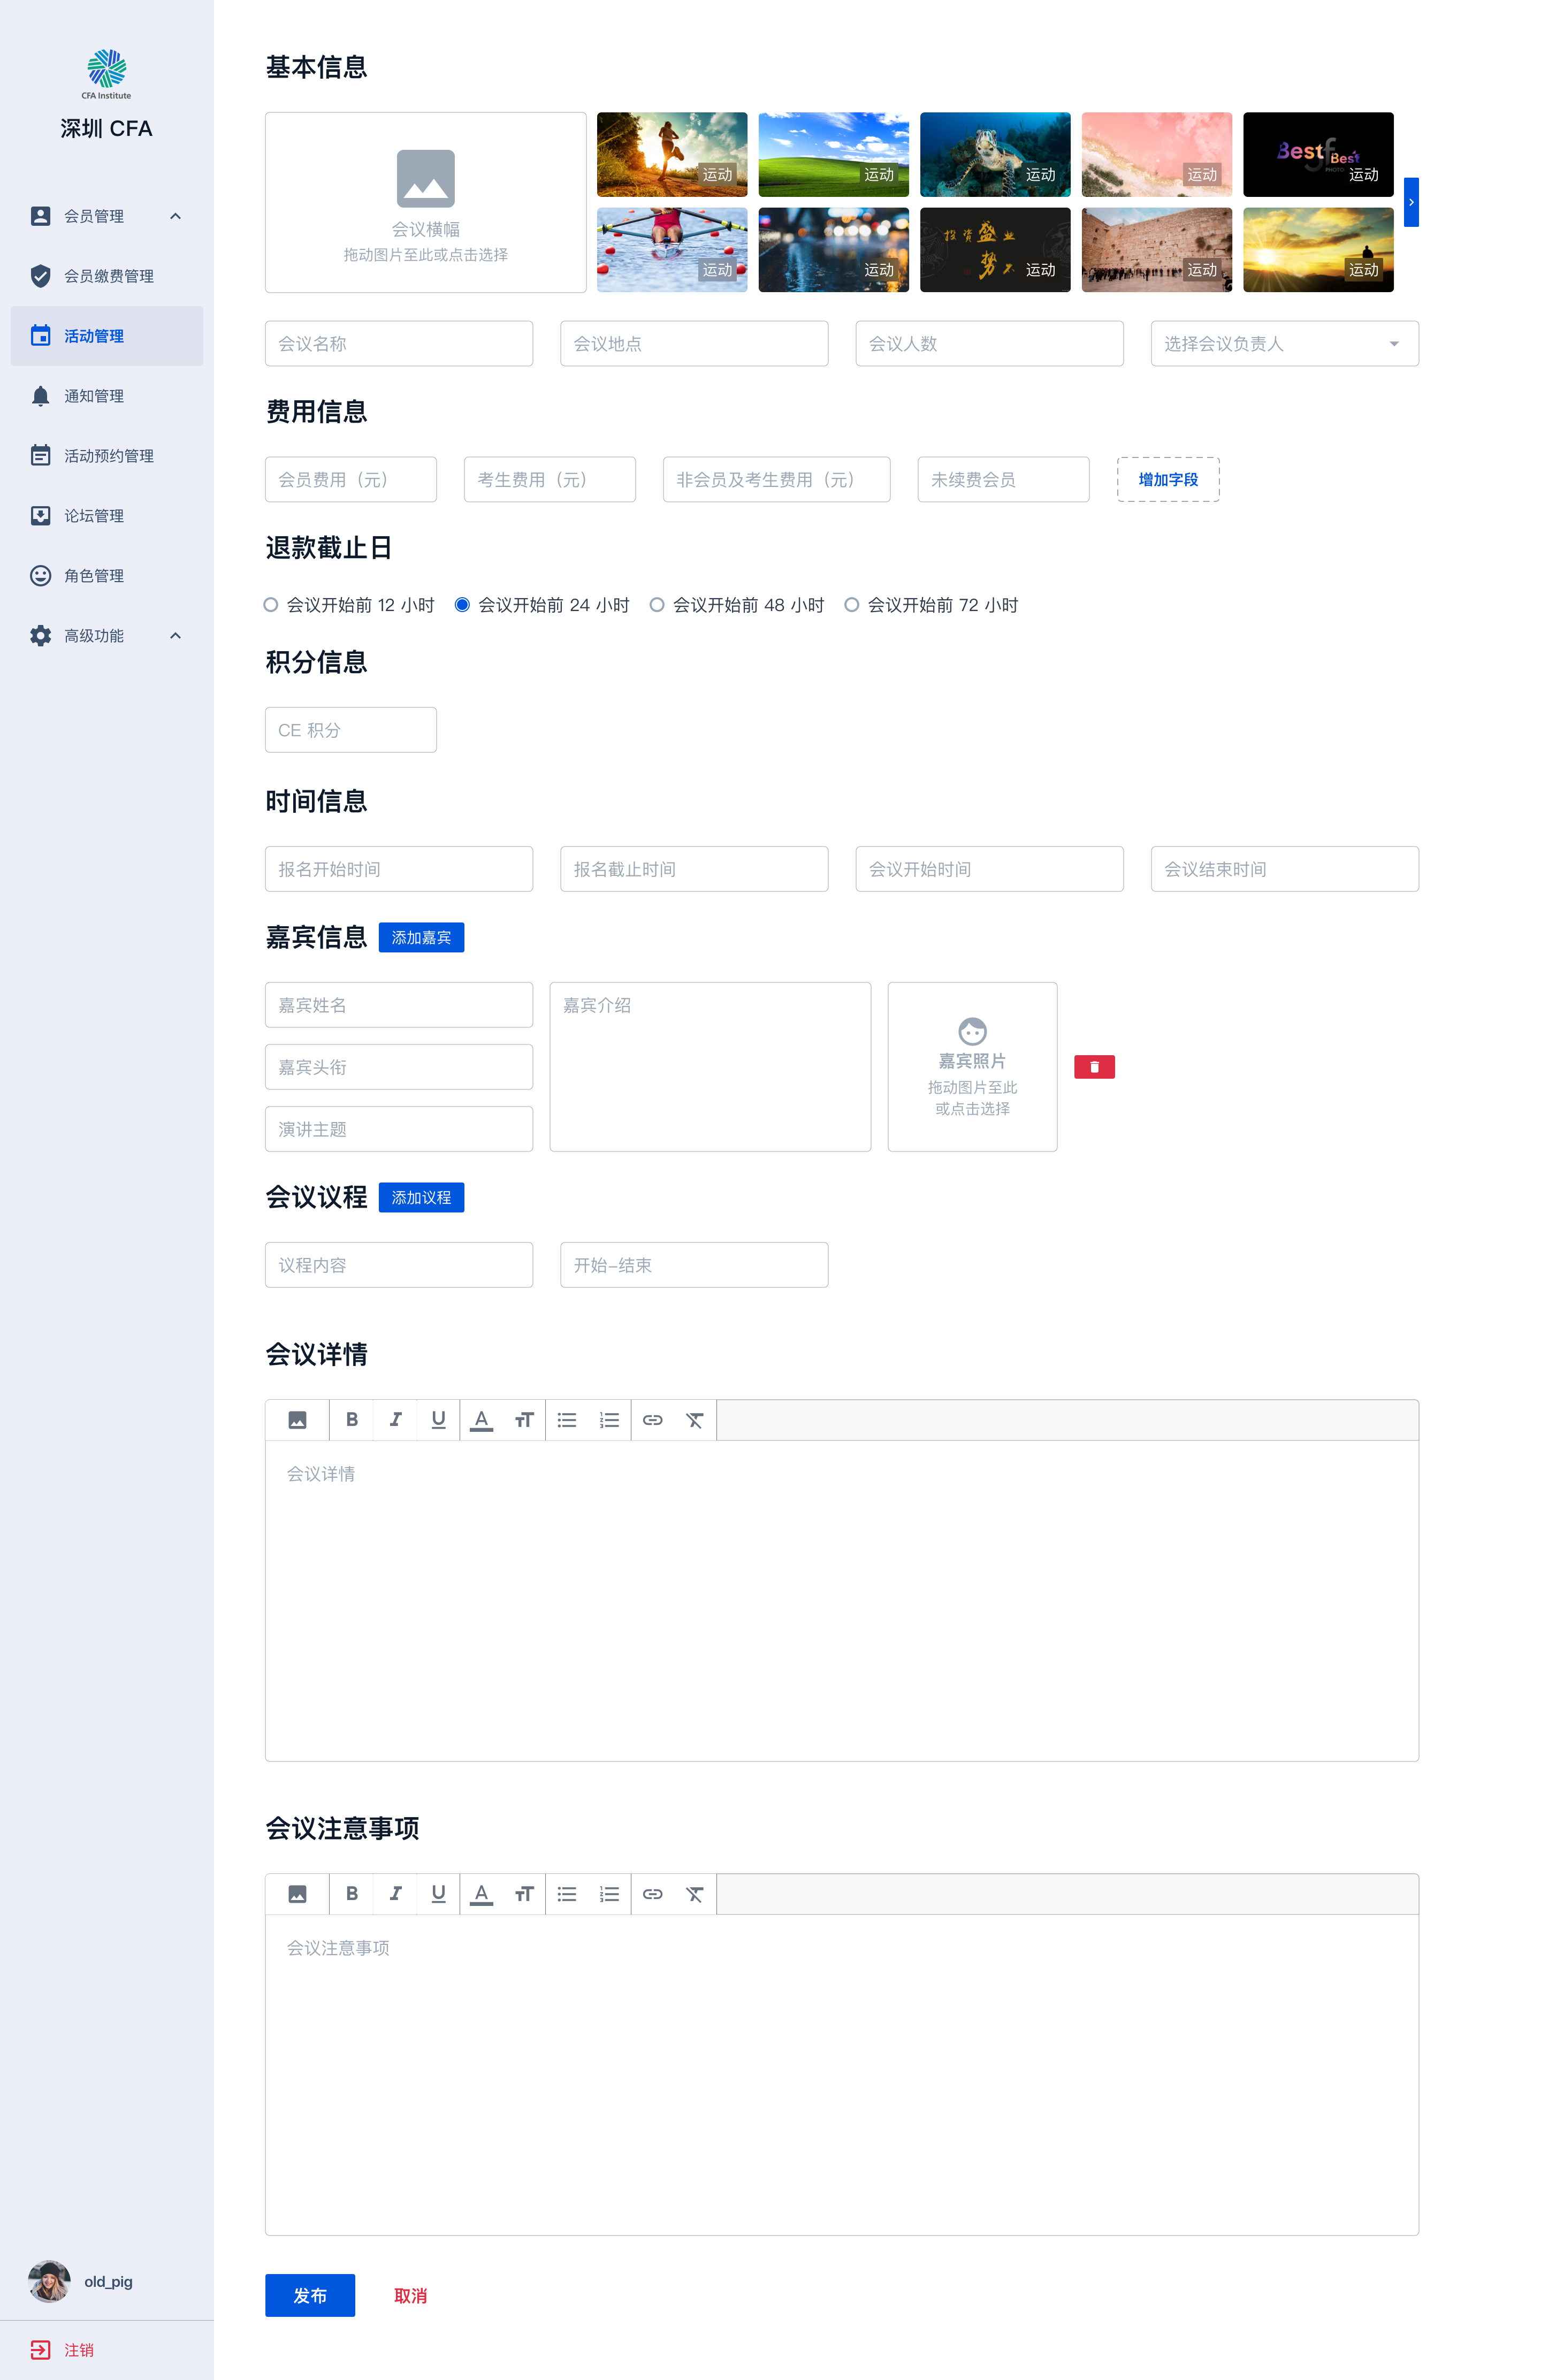 CFA Institute
深圳 CFA
会员管理
会员缴费管理
活动管理
通知管理
活动预约管理
论坛管理
角色管理
高级功能
old_pig
注销
基本信息
会议横幅
拖动图片至此或点击选择
运动
运动
运动
运动
Best f Best
PHOTO
运动
运动
运动
投资盛业
势不
运动
运动
运动
会议名称
会议地点
会议人数
选择会议负责人
费用信息
会员费用（元）
考生费用（元）
非会员及考生费用（元）
未续费会员
增加字段
退款截止日
会议开始前 12 小时
会议开始前 24 小时
会议开始前 48 小时
会议开始前 72 小时
积分信息
CE 积分
时间信息
报名开始时间
报名截止时间
会议开始时间
会议结束时间
嘉宾信息
添加嘉宾
嘉宾姓名
嘉宾头衔
演讲主题
嘉宾介绍
嘉宾照片
拖动图片至此
或点击选择
会议议程
添加议程
议程内容
开始–结束
会议详情
B I U A TT
会议详情
会议注意事项
B I U A TT
会议注意事项
发布
取消